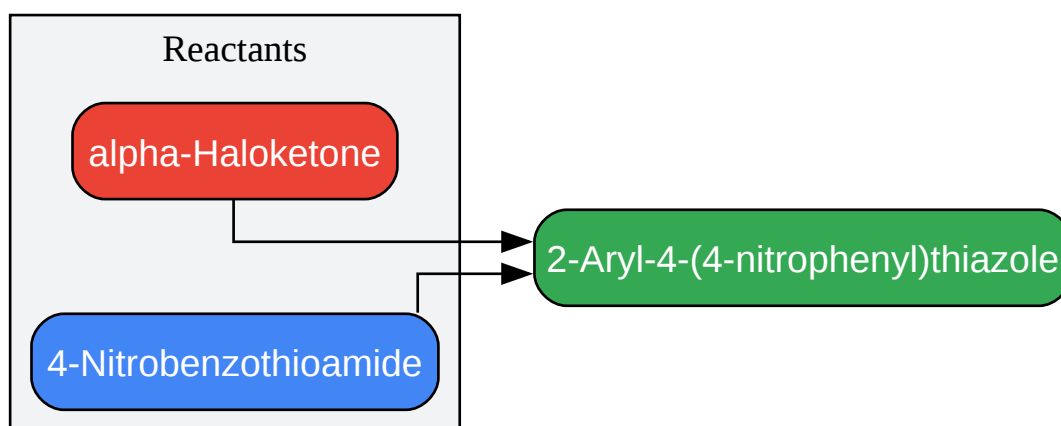 Reactants
alpha-Haloketone
2-Aryl-4-(4-nitrophenyl)thiazole
4-Nitrobenzothioamide